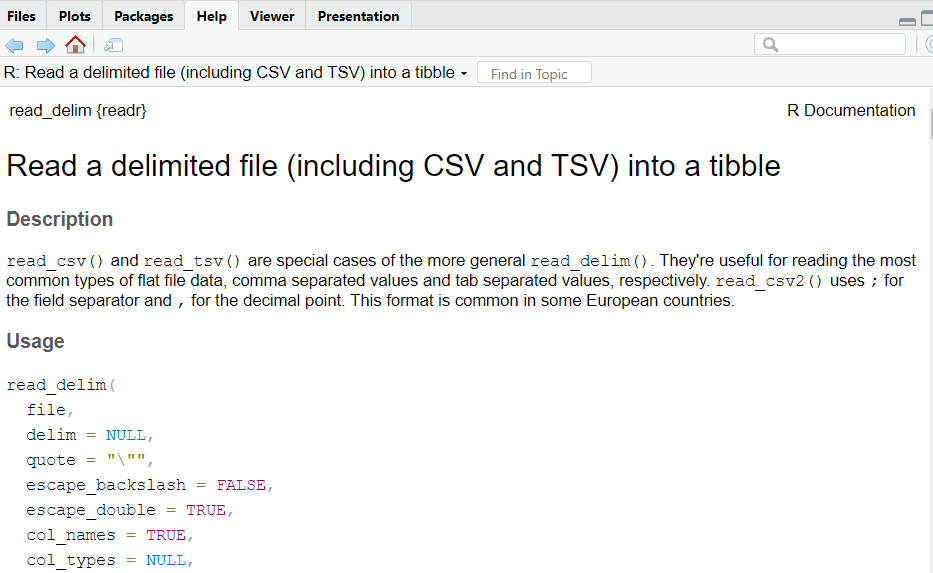 Files Plots Packages Help Viewer Presentation
R: Read a delimited file (including CSV and TSV) into a tibble Find in Topic
read_delim {readr} R Documentation
Read a delimited file (including CSV and TSV) into a tibble
Description
read_csv() and read_tsv() are special cases of the more general read_delim(). They're useful for reading the most
common types of flat file data, comma separated values and tab separated values, respectively. read_csv2() uses ; for
the field separator and , for the decimal point. This format is common in some European countries.
Usage
read_delim(
  file,
  delim = NULL,
  quote = "\"",
  escape_backslash = FALSE,
  escape_double = TRUE,
  col_names = TRUE,
  col_types = NULL,